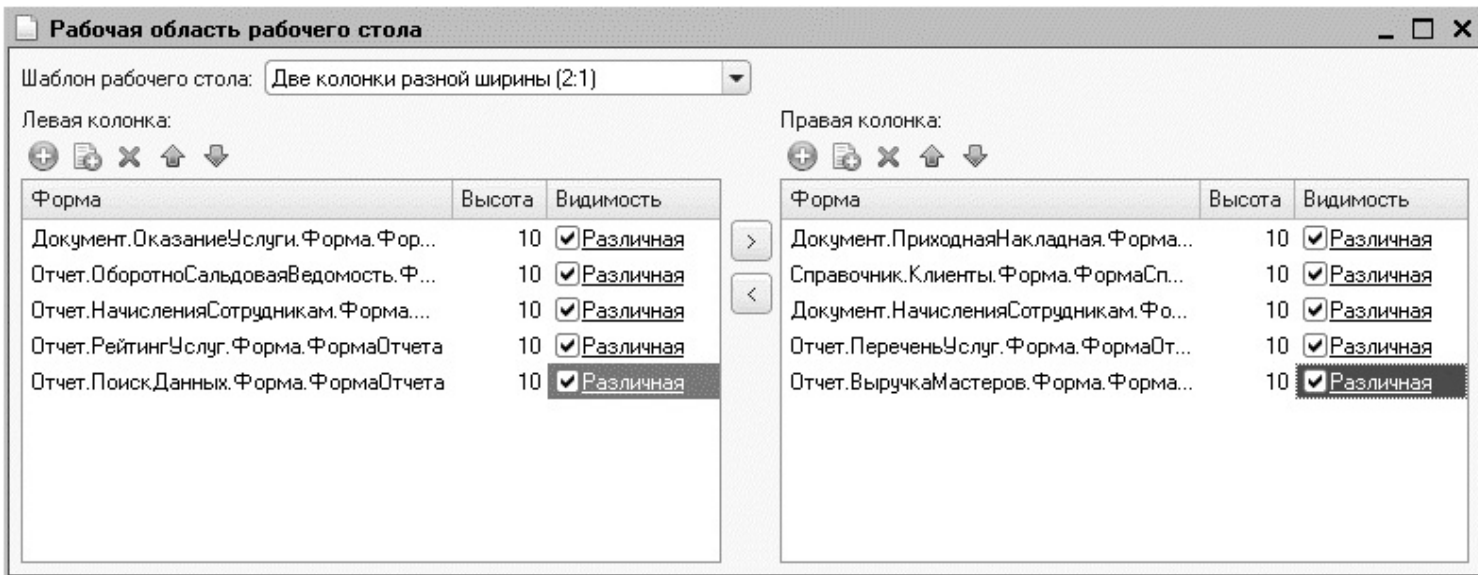 Рабочая область рабочего стола
Шаблон рабочего стола: Две колонки разной ширины (2:1)
Левая колонка:
Форма Высота Видимость
Документ.ОказаниеУслуги.Форма.Фор... 10 Различная
Отчет.ОборотноСальдоваяВедомость.Ф... 10 Различная
Отчет.НачисленияСотрудникам.Форма.... 10 Различная
Отчет.РейтингУслуг.Форма.ФормаОтчета 10 Различная
Отчет.ПоискДанных.Форма.ФормаОтчета 10 Различная
Правая колонка:
Форма Высота Видимость
Документ.ПриходнаяНакладная.Форма... 10 Различная
Справочник.Клиенты.Форма.ФормаСп... 10 Различная
Документ.НачисленияСотрудникам.Фо... 10 Различная
Отчет.ПереченьУслуг.Форма.ФормаОт... 10 Различная
Отчет.ВыручкаМастеров.Форма.Форма... 10 Различная